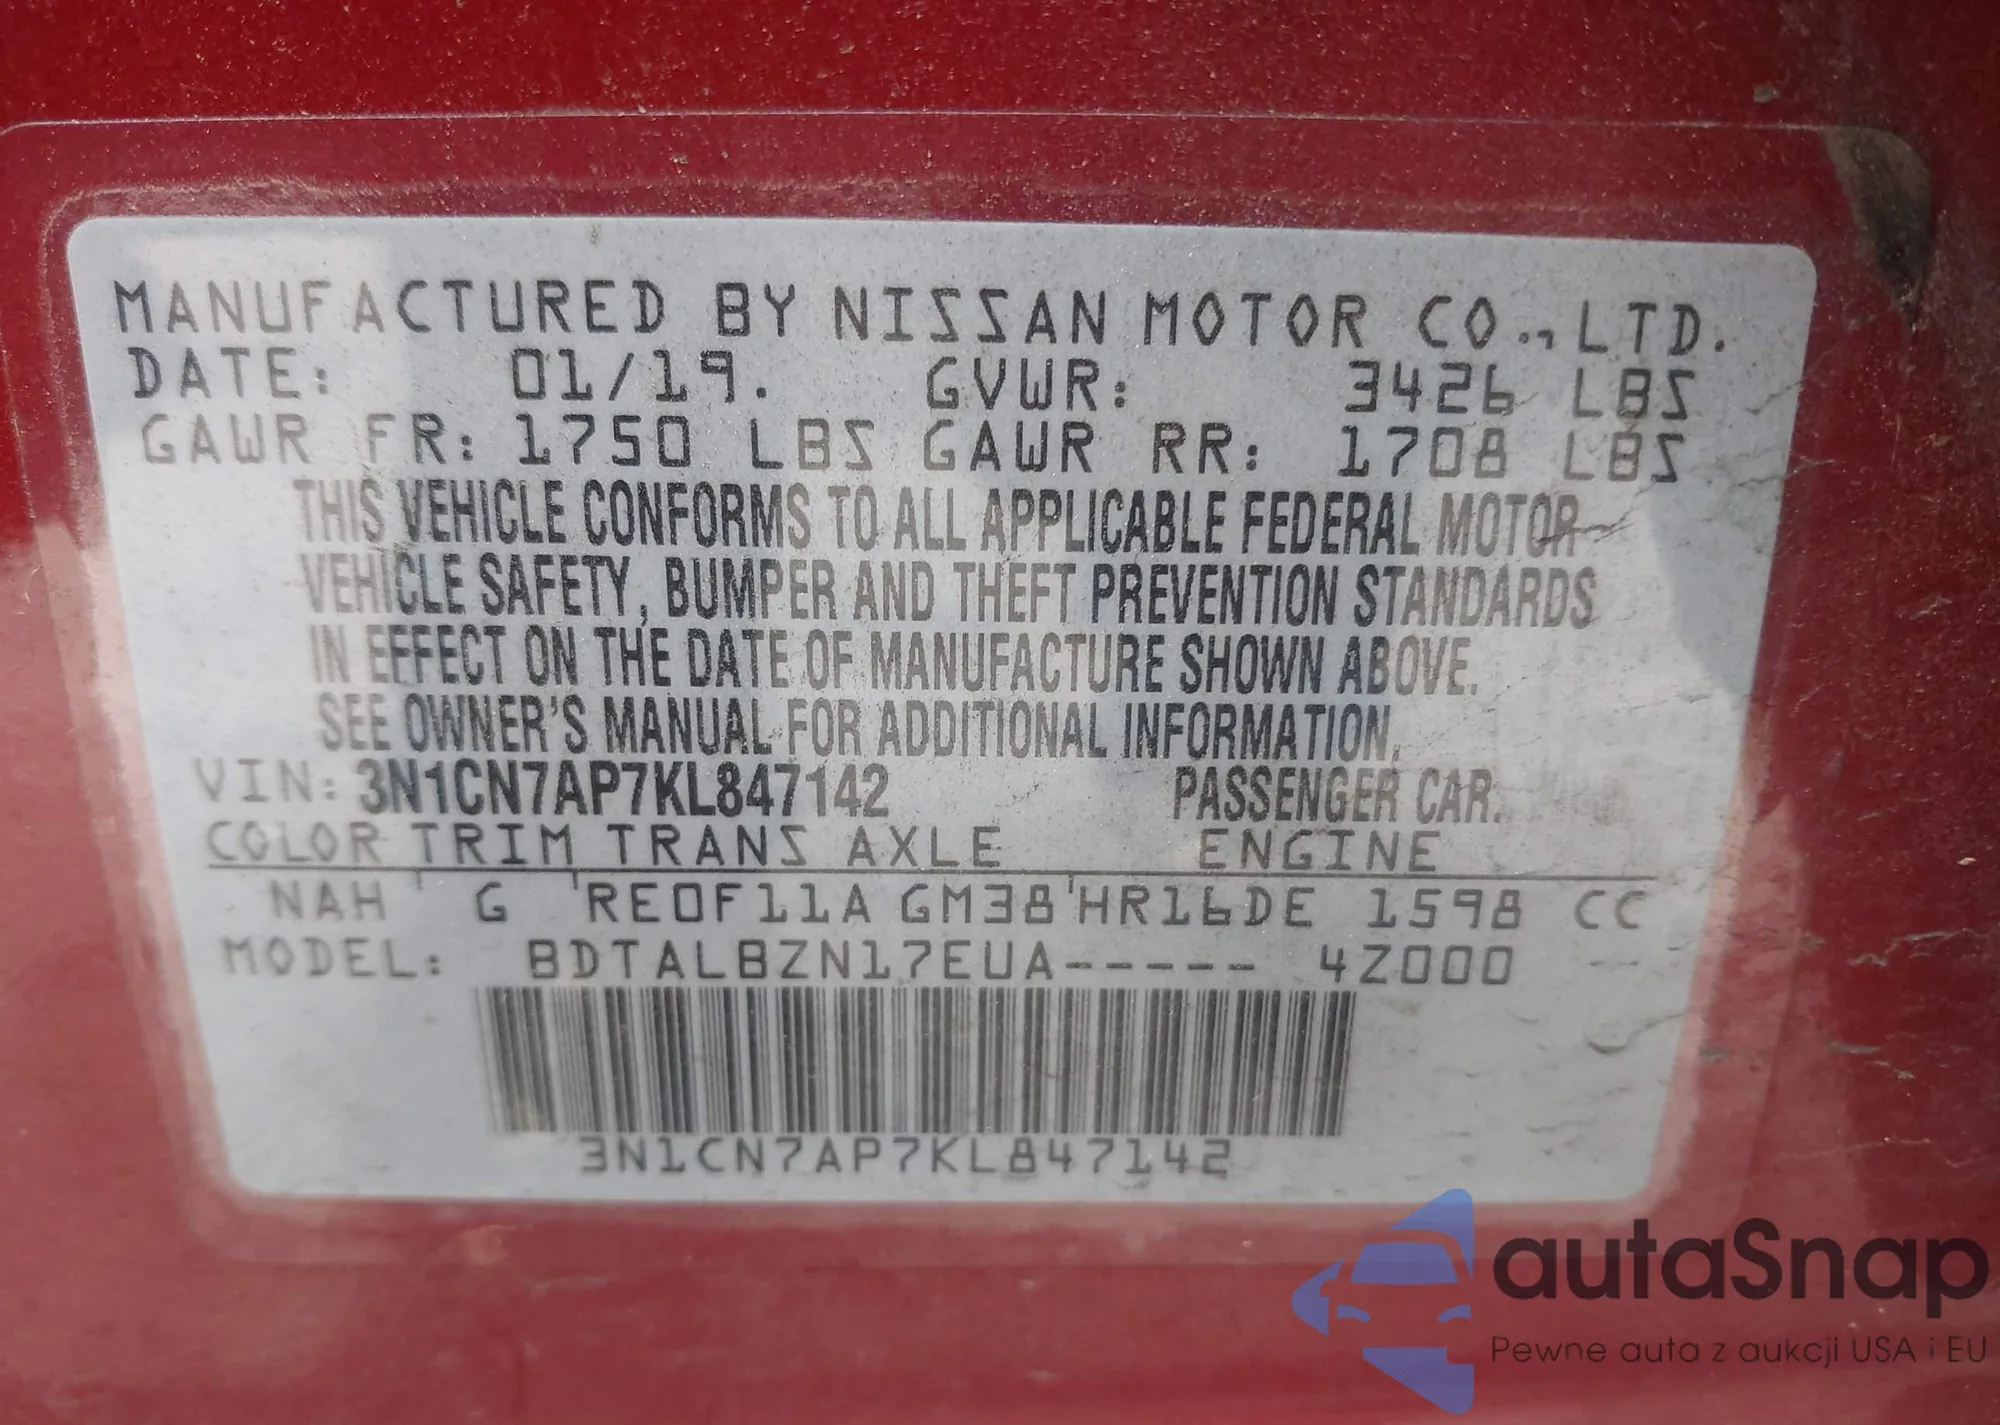 MANUFACTURED BY NISSAN MOTOR CO., LTD.
DATE: 01/19. GVWR: 3426 LBS
GAWR FR: 1750 LBS GAWR RR: 1708 LBS
THIS VEHICLE CONFORMS TO ALL APPLICABLE FEDERAL MOTOR
VEHICLE SAFETY, BUMPER AND THEFT PREVENTION STANDARDS
IN EFFECT ON THE DATE OF MANUFACTURE SHOWN ABOVE.
SEE OWNER'S MANUAL FOR ADDITIONAL INFORMATION.
VIN: 3N1CN7AP7KL847142 PASSENGER CAR.
COLOR TRIM TRANS AXLE ENGINE
NAH G RE0F11A GM38 HR16DE 1598 CC
MODEL: BDTALBZN17EUA----- 4Z000
3N1CN7AP7KL847142
autaSnap
Pewne auta z aukcji USA i EU